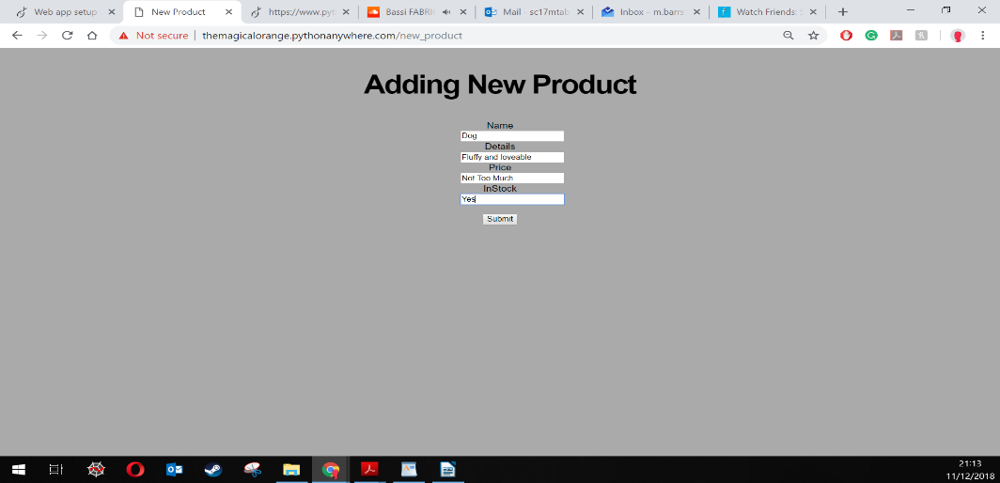 Web app setup
New Product
https://www.pyt
Bassi FABRI
Mail - sc17mtab
Inbox – m.barrs
Watch Friends:
Not secure | themagicalorange.pythonanywhere.com/new_product
Adding New Product
Name
Dog
Details
Fluffy and loveable
Price
Not Too Much
InStock
Yes
Submit
21:13
11/12/2018